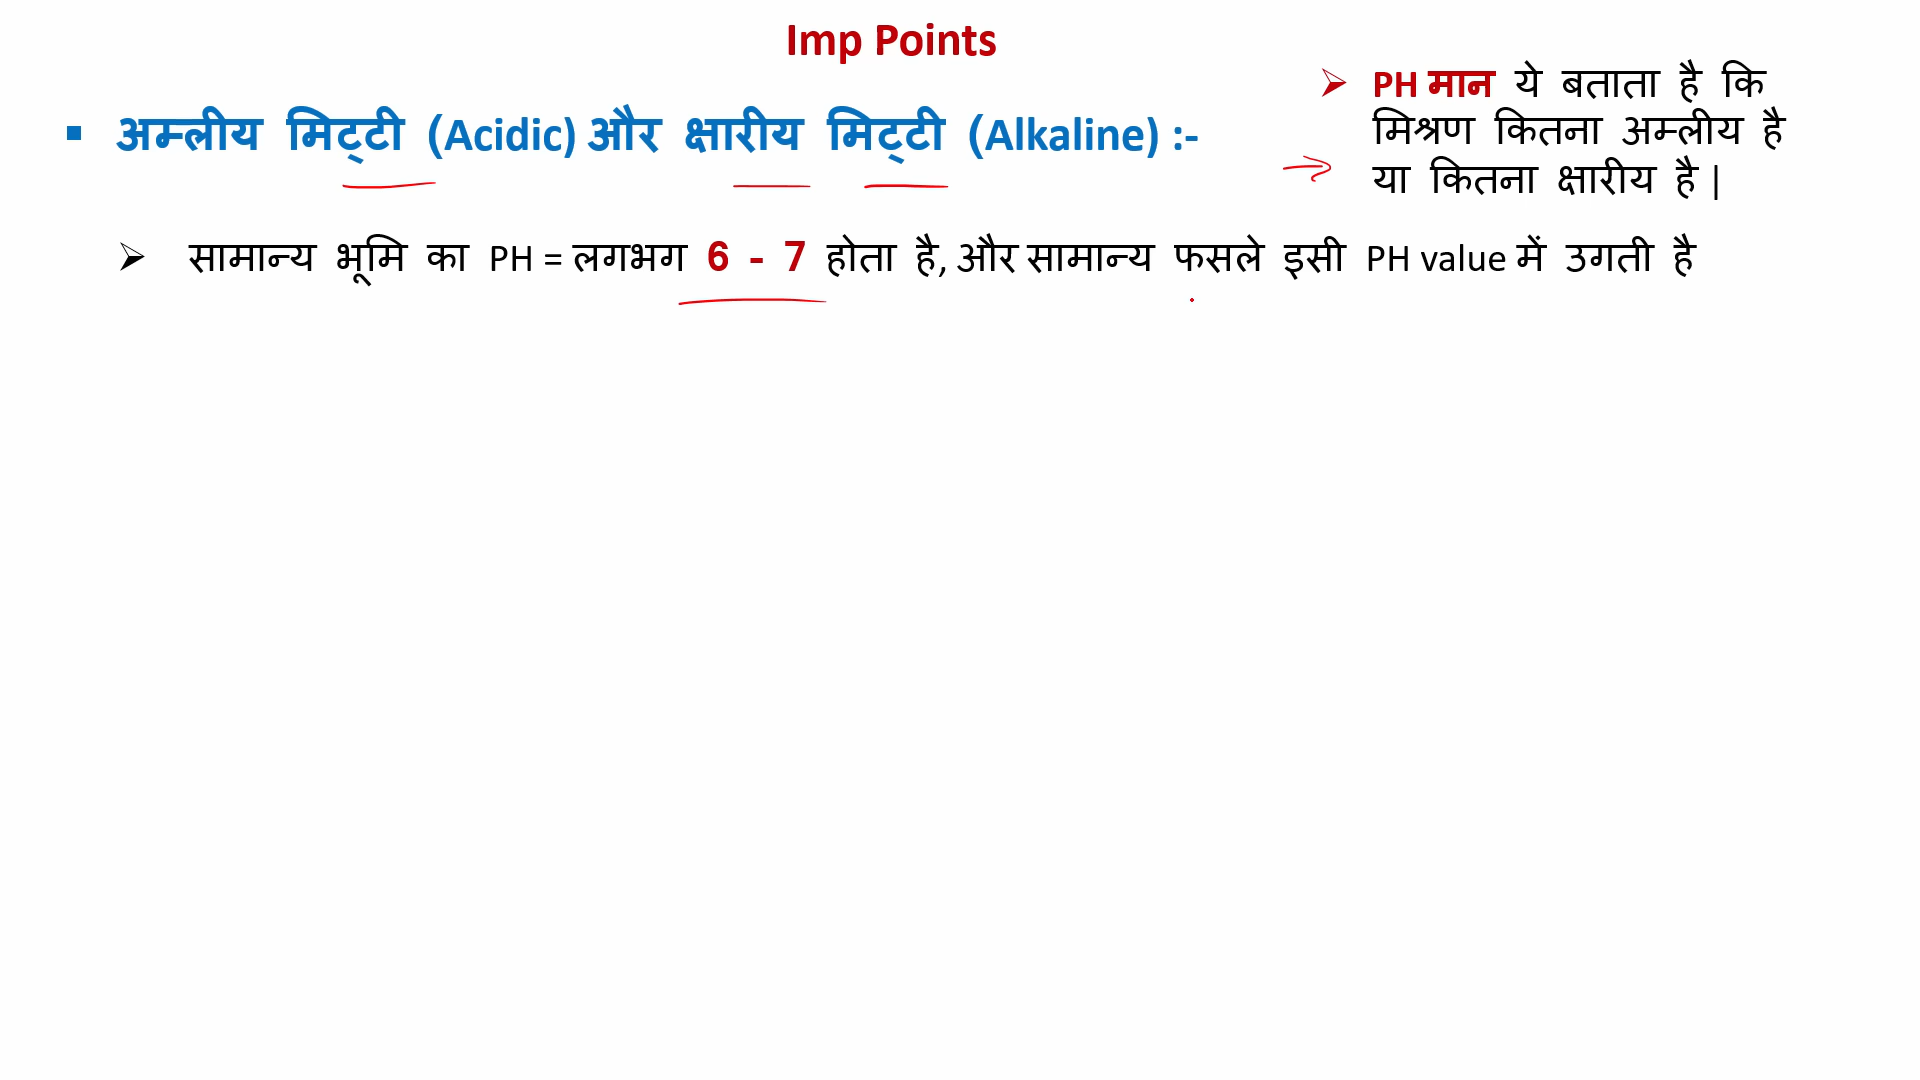 Imp Points
▪ अम्लीय मिट्टी (Acidic) और क्षारीय मिट्टी (Alkaline) :-
➢ PH मान ये बताता है कि
मिश्रण कितना अम्लीय है
या कितना क्षारीय है |
➢ सामान्य भूमि का PH = लगभग 6 - 7 होता है, और सामान्य फसले इसी PH value में उगती है